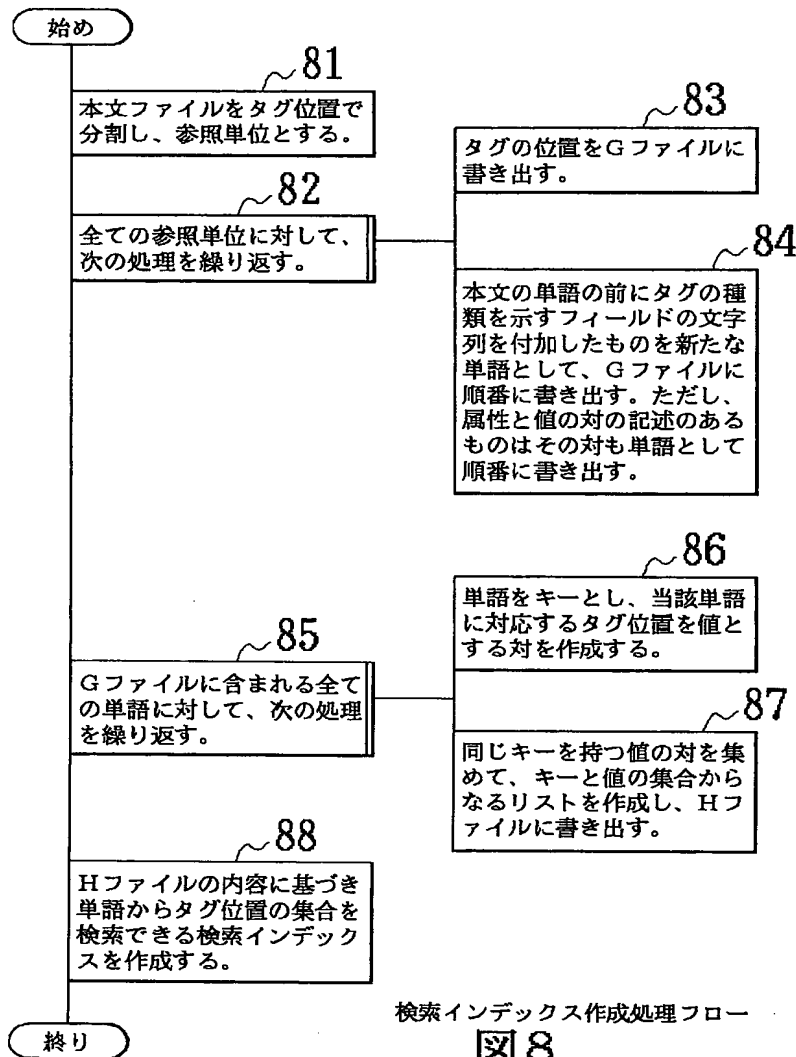 始め
81
本文ファイルをタグ位置で
分割し、参照単位とする。
82
全ての参照単位に対して、
次の処理を繰り返す。
83
タグの位置をGファイルに
書き出す。
84
本文の単語の前にタグの種
類を示すフィールドの文字
列を付加したものを新たな
単語として、Gファイルに
順番に書き出す。ただし、
属性と値の対の記述のある
ものはその対も単語として
順番に書き出す。
85
Gファイルに含まれる全て
の単語に対して、次の処理
を繰り返す。
86
単語をキーとし、当該単語
に対応するタグ位置を値と
する対を作成する。
87
同じキーを持つ値の対を集
めて、キーと値の集合から
なるリストを作成し、Hフ
ァイルに書き出す。
88
Hファイルの内容に基づき
単語からタグ位置の集合を
検索できる検索インデック
スを作成する。
終り
検索インデックス作成処理フロー
図8